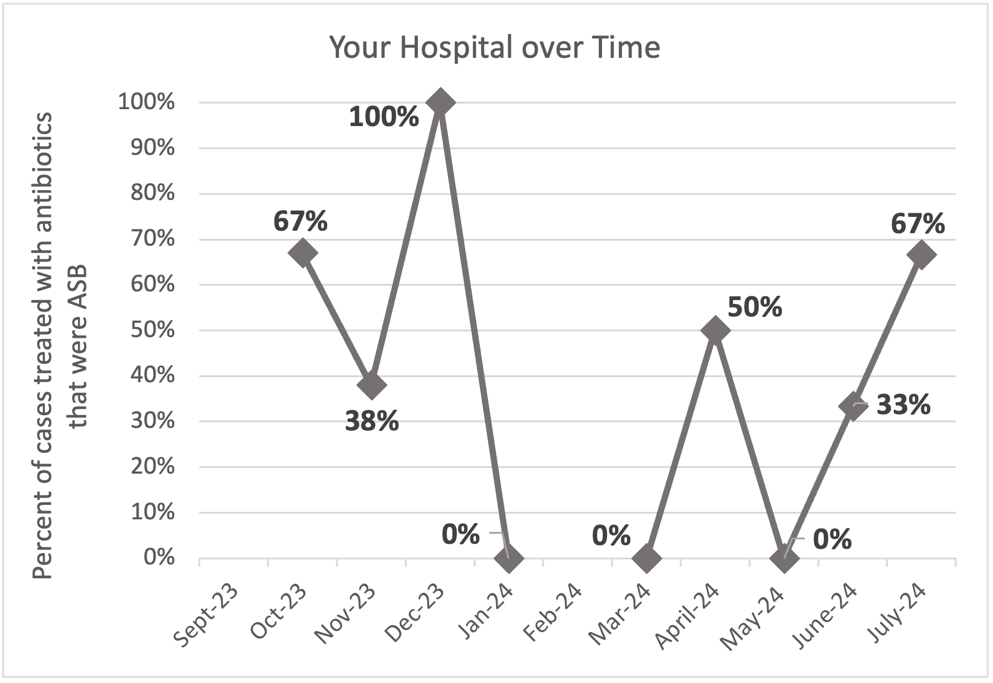 Your Hospital over Time
Percent of cases treated with antibiotics
that were ASB
100%
90%
80%
70%
60%
50%
40%
30%
20%
10%
0%
67%
38%
100%
0%
0%
50%
0%
33%
67%
Sept-23
Oct-23
Nov-23
Dec-23
Jan-24
Feb-24
Mar-24
April-24
May-24
June-24
July-24